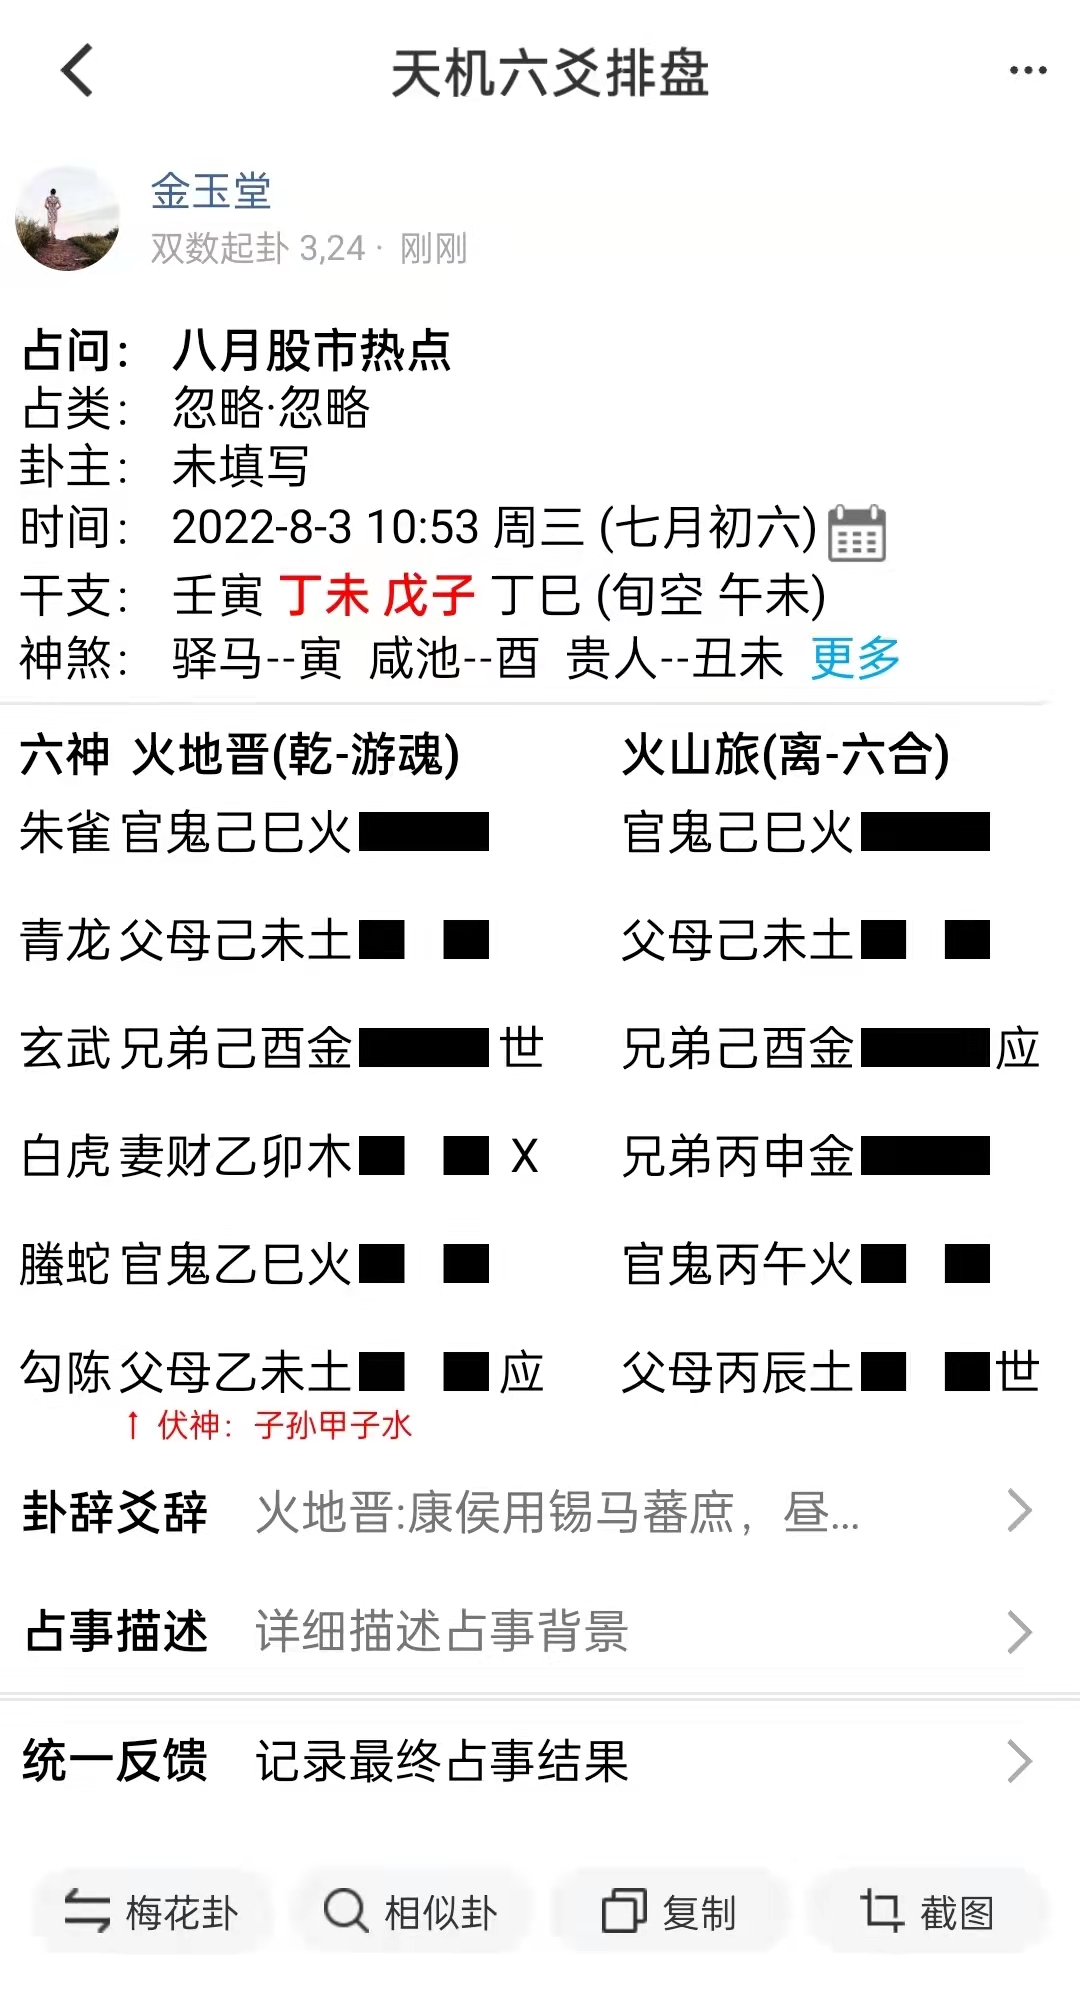 天机六爻排盘
金玉堂
双数起卦 3,24 · 刚刚
占问： 八月股市热点
占类： 忽略·忽略
卦主： 未填写
时间： 2022-8-3 10:53 周三 (七月初六)
干支： 壬寅 丁未 戊子 丁巳 (旬空 午未)
神煞： 驿马--寅 咸池--酉 贵人--丑未 更多
六神 火地晋(乾-游魂) 火山旅(离-六合)
朱雀 官鬼己巳火 官鬼己巳火
青龙 父母己未土 父母己未土
玄武 兄弟己酉金 世 兄弟己酉金 应
白虎 妻财乙卯木 X 兄弟丙申金
螣蛇 官鬼乙巳火 官鬼丙午火
勾陈 父母乙未土 应 父母丙辰土 世
↑ 伏神：子孙甲子水
卦辞爻辞 火地晋:康侯用锡马蕃庶，昼...
占事描述 详细描述占事背景
统一反馈 记录最终占事结果
梅花卦 相似卦 复制 截图